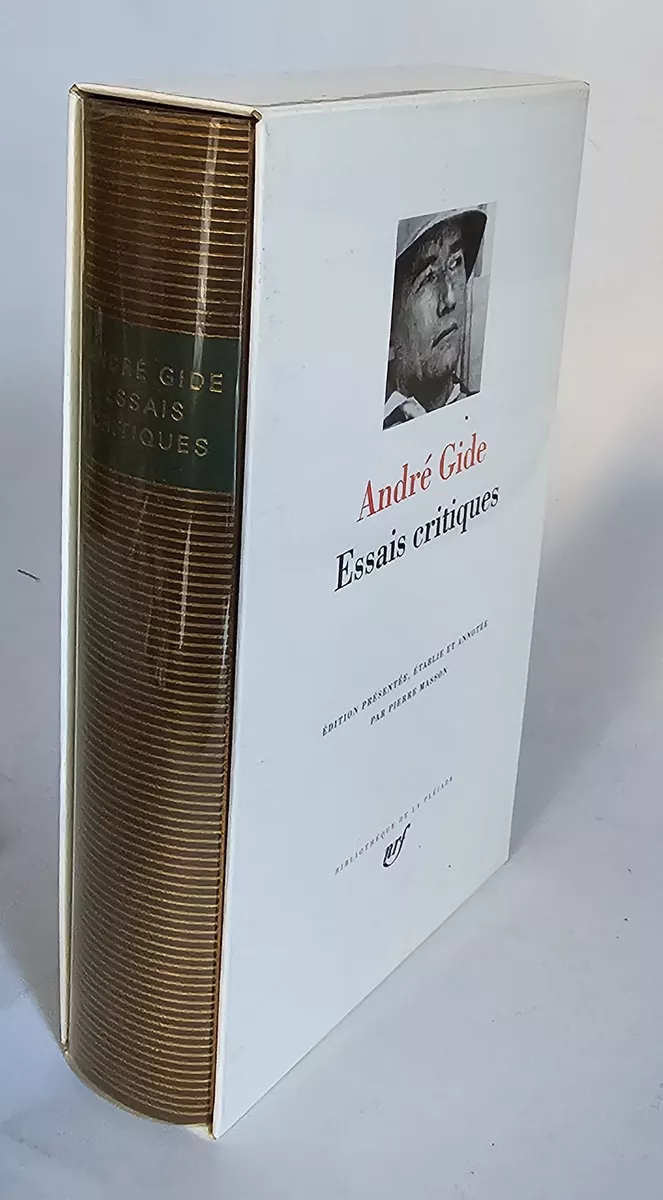 ANDRÉ GIDE
ESSAIS
CRITIQUES
André Gide
Essais critiques
ÉDITION PRÉSENTÉE, ÉTABLIE ET ANNOTÉE
PAR PIERRE MASSON
BIBLIOTHÈQUE DE LA PLÉIADE
nrf